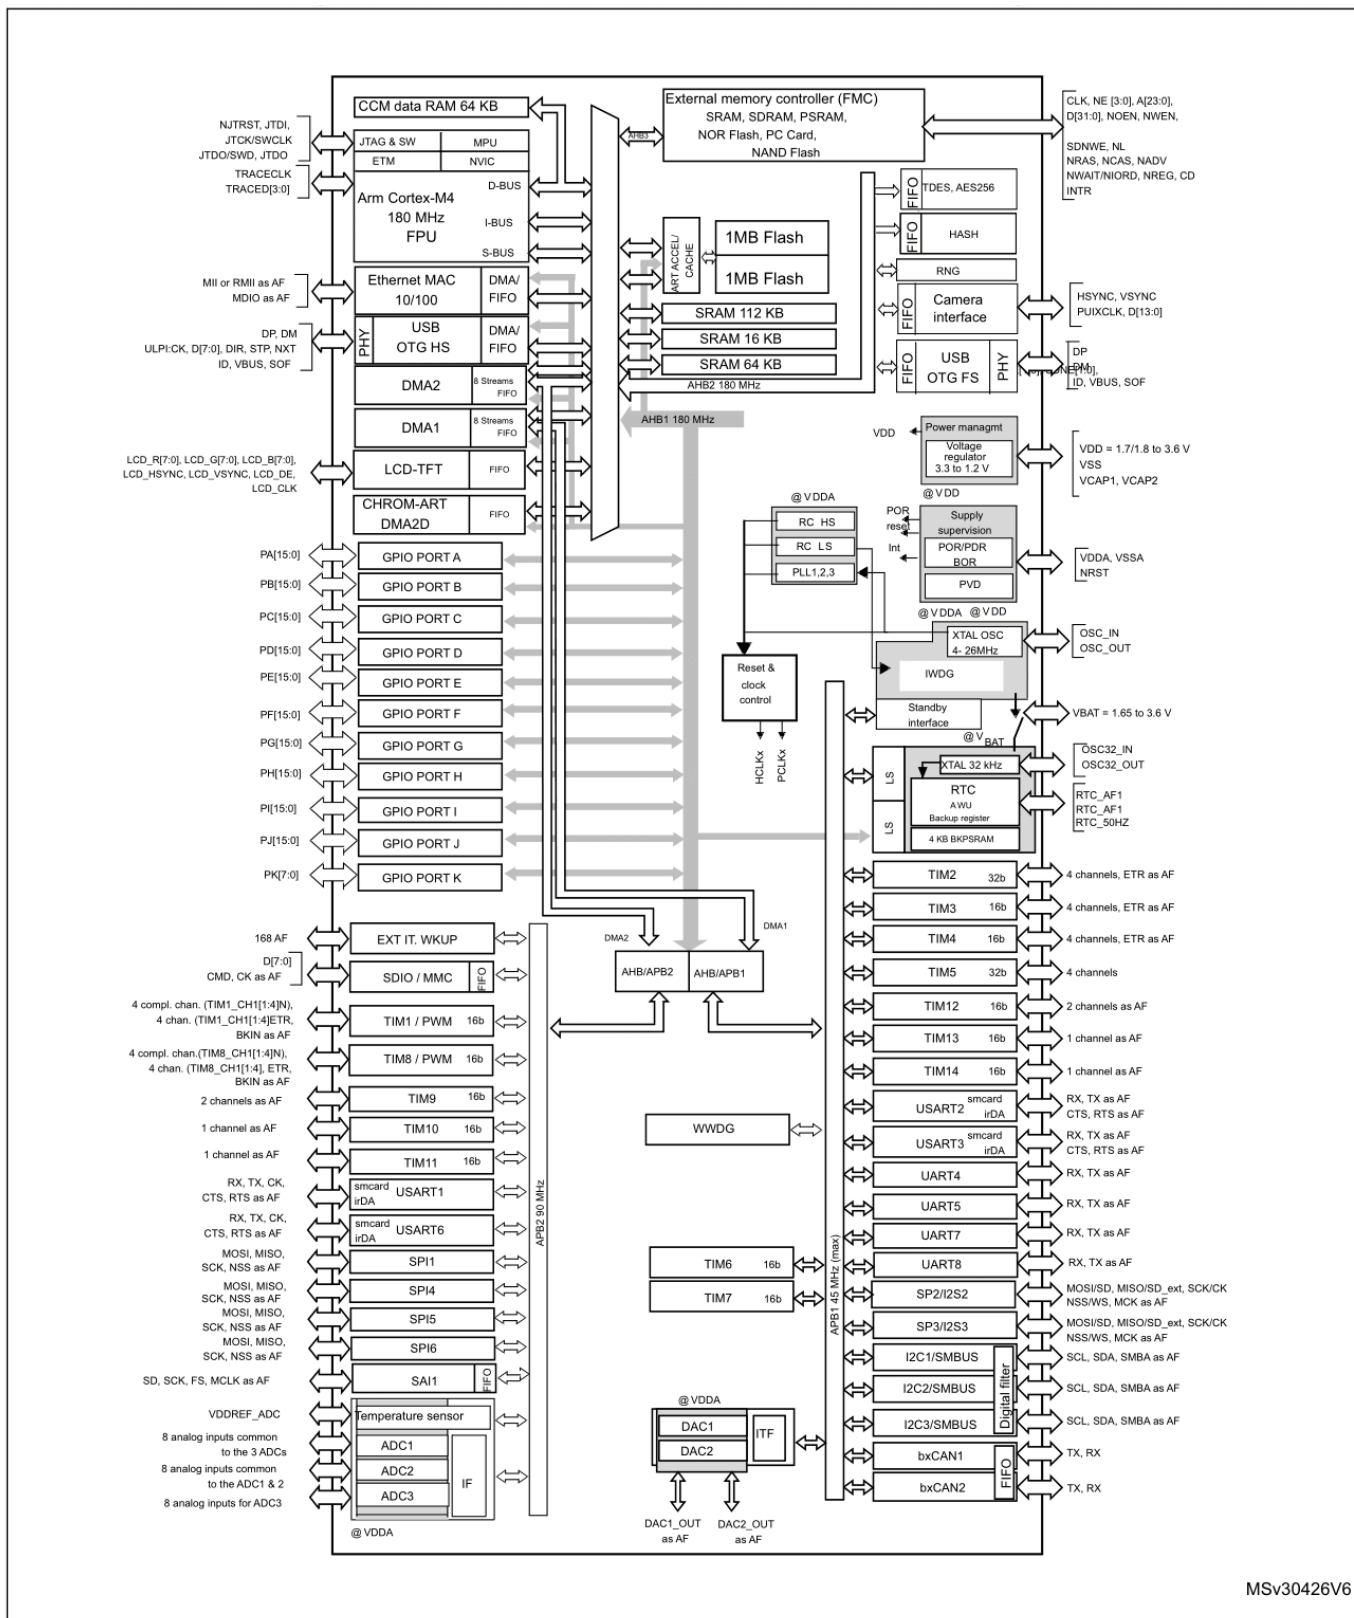 CCM data RAM 64 KB
NJTRST, JTDI,
JTCK/SWCLK
JTDO/SWD, JTDO
TRACECLK
TRACED[3:0]
JTAG & SW
MPU
ETM
NVIC
Arm Cortex-M4
180 MHz
FPU
D-BUS
I-BUS
S-BUS
MII or RMII as AF
MDIO as AF
Ethernet MAC
10/100
DMA/
FIFO
DP, DM
ULPI:CK, D[7:0], DIR, STP, NXT
ID, VBUS, SOF
PHY
USB
OTG HS
DMA/
FIFO
DMA2
8 Streams
FIFO
DMA1
8 Streams
FIFO
LCD_R[7:0], LCD_G[7:0], LCD_B[7:0],
LCD_HSYNC, LCD_VSYNC, LCD_DE,
LCD_CLK
LCD-TFT
FIFO
CHROM-ART
DMA2D
FIFO
External memory controller (FMC)
SRAM, SDRAM, PSRAM,
NOR Flash, PC Card,
NAND Flash
AHB3
CLK, NE [3:0], A[23:0],
D[31:0], NOEN, NWEN,
SDNWE, NL
NRAS, NCAS, NADV
NWAIT/NIORD, NREG, CD
INTR
ART ACCEL/
CACHE
1MB Flash
1MB Flash
SRAM 112 KB
SRAM 16 KB
SRAM 64 KB
AHB2 180 MHz
AHB1 180 MHz
FIFO
TDES, AES256
FIFO
HASH
RNG
FIFO
Camera
interface
HSYNC, VSYNC
PUIXCLK, D[13:0]
FIFO
USB
OTG FS
PHY
DP
DM
ID, VBUS, SOF
Power managmt
VDD
Voltage
regulator
3.3 to 1.2 V
@ VDD
VDD = 1.7/1.8 to 3.6 V
VSS
VCAP1, VCAP2
@ VDDA
RC HS
RC LS
PLL1,2,3
POR
reset
Int
Supply
supervision
POR/PDR
BOR
PVD
VDDA, VSSA
NRST
@ VDDA
@ VDD
XTAL OSC
4- 26MHz
OSC_IN
OSC_OUT
IWDG
Reset &
clock
control
HCLKx
PCLKx
Standby
interface
VBAT = 1.65 to 3.6 V
@ VBAT
LS
LS
XTAL 32 kHz
OSC32_IN
OSC32_OUT
RTC
AWU
Backup register
RTC_AF1
RTC_AF1
RTC_50HZ
4 KB BKPSRAM
PA[15:0]
GPIO PORT A
PB[15:0]
GPIO PORT B
PC[15:0]
GPIO PORT C
PD[15:0]
GPIO PORT D
PE[15:0]
GPIO PORT E
PF[15:0]
GPIO PORT F
PG[15:0]
GPIO PORT G
PH[15:0]
GPIO PORT H
PI[15:0]
GPIO PORT I
PJ[15:0]
GPIO PORT J
PK[7:0]
GPIO PORT K
DMA2
DMA1
AHB/APB2
AHB/APB1
168 AF
EXT IT. WKUP
D[7:0]
CMD, CK as AF
SDIO / MMC
FIFO
4 compl. chan. (TIM1_CH1[1:4]N),
4 chan. (TIM1_CH1[1:4]ETR,
BKIN as AF
TIM1 / PWM 16b
4 compl. chan.(TIM8_CH1[1:4]N),
4 chan. (TIM8_CH1[1:4], ETR,
BKIN as AF
TIM8 / PWM 16b
2 channels as AF
TIM9 16b
1 channel as AF
TIM10 16b
1 channel as AF
TIM11 16b
RX, TX, CK,
CTS, RTS as AF
smcard
irDA
USART1
RX, TX, CK,
CTS, RTS as AF
smcard
irDA
USART6
MOSI, MISO,
SCK, NSS as AF
SPI1
MOSI, MISO,
SCK, NSS as AF
SPI4
MOSI, MISO,
SCK, NSS as AF
SPI5
MOSI, MISO,
SCK, NSS as AF
SPI6
SD, SCK, FS, MCLK as AF
SAI1
FIFO
APB2 90 MHz
VDDREF_ADC
Temperature sensor
8 analog inputs common
to the 3 ADCs
ADC1
8 analog inputs common
to the ADC1 & 2
ADC2
8 analog inputs for ADC3
ADC3
IF
@ VDDA
WWDG
TIM6 16b
TIM7 16b
@ VDDA
DAC1
DAC2
ITF
DAC1_OUT
as AF
DAC2_OUT
as AF
APB1 45 MHz (max)
TIM2 32b
4 channels, ETR as AF
TIM3 16b
4 channels, ETR as AF
TIM4 16b
4 channels, ETR as AF
TIM5 32b
4 channels
TIM12 16b
2 channels as AF
TIM13 16b
1 channel as AF
TIM14 16b
1 channel as AF
USART2
smcard
irDA
RX, TX as AF
CTS, RTS as AF
USART3
smcard
irDA
RX, TX as AF
CTS, RTS as AF
UART4
RX, TX as AF
UART5
RX, TX as AF
UART7
RX, TX as AF
UART8
RX, TX as AF
SP2/I2S2
MOSI/SD, MISO/SD_ext, SCK/CK
NSS/WS, MCK as AF
SP3/I2S3
MOSI/SD, MISO/SD_ext, SCK/CK
NSS/WS, MCK as AF
I2C1/SMBUS
SCL, SDA, SMBA as AF
I2C2/SMBUS
SCL, SDA, SMBA as AF
I2C3/SMBUS
SCL, SDA, SMBA as AF
Digital filter
bxCAN1
TX, RX
bxCAN2
TX, RX
FIFO
MSv30426V6